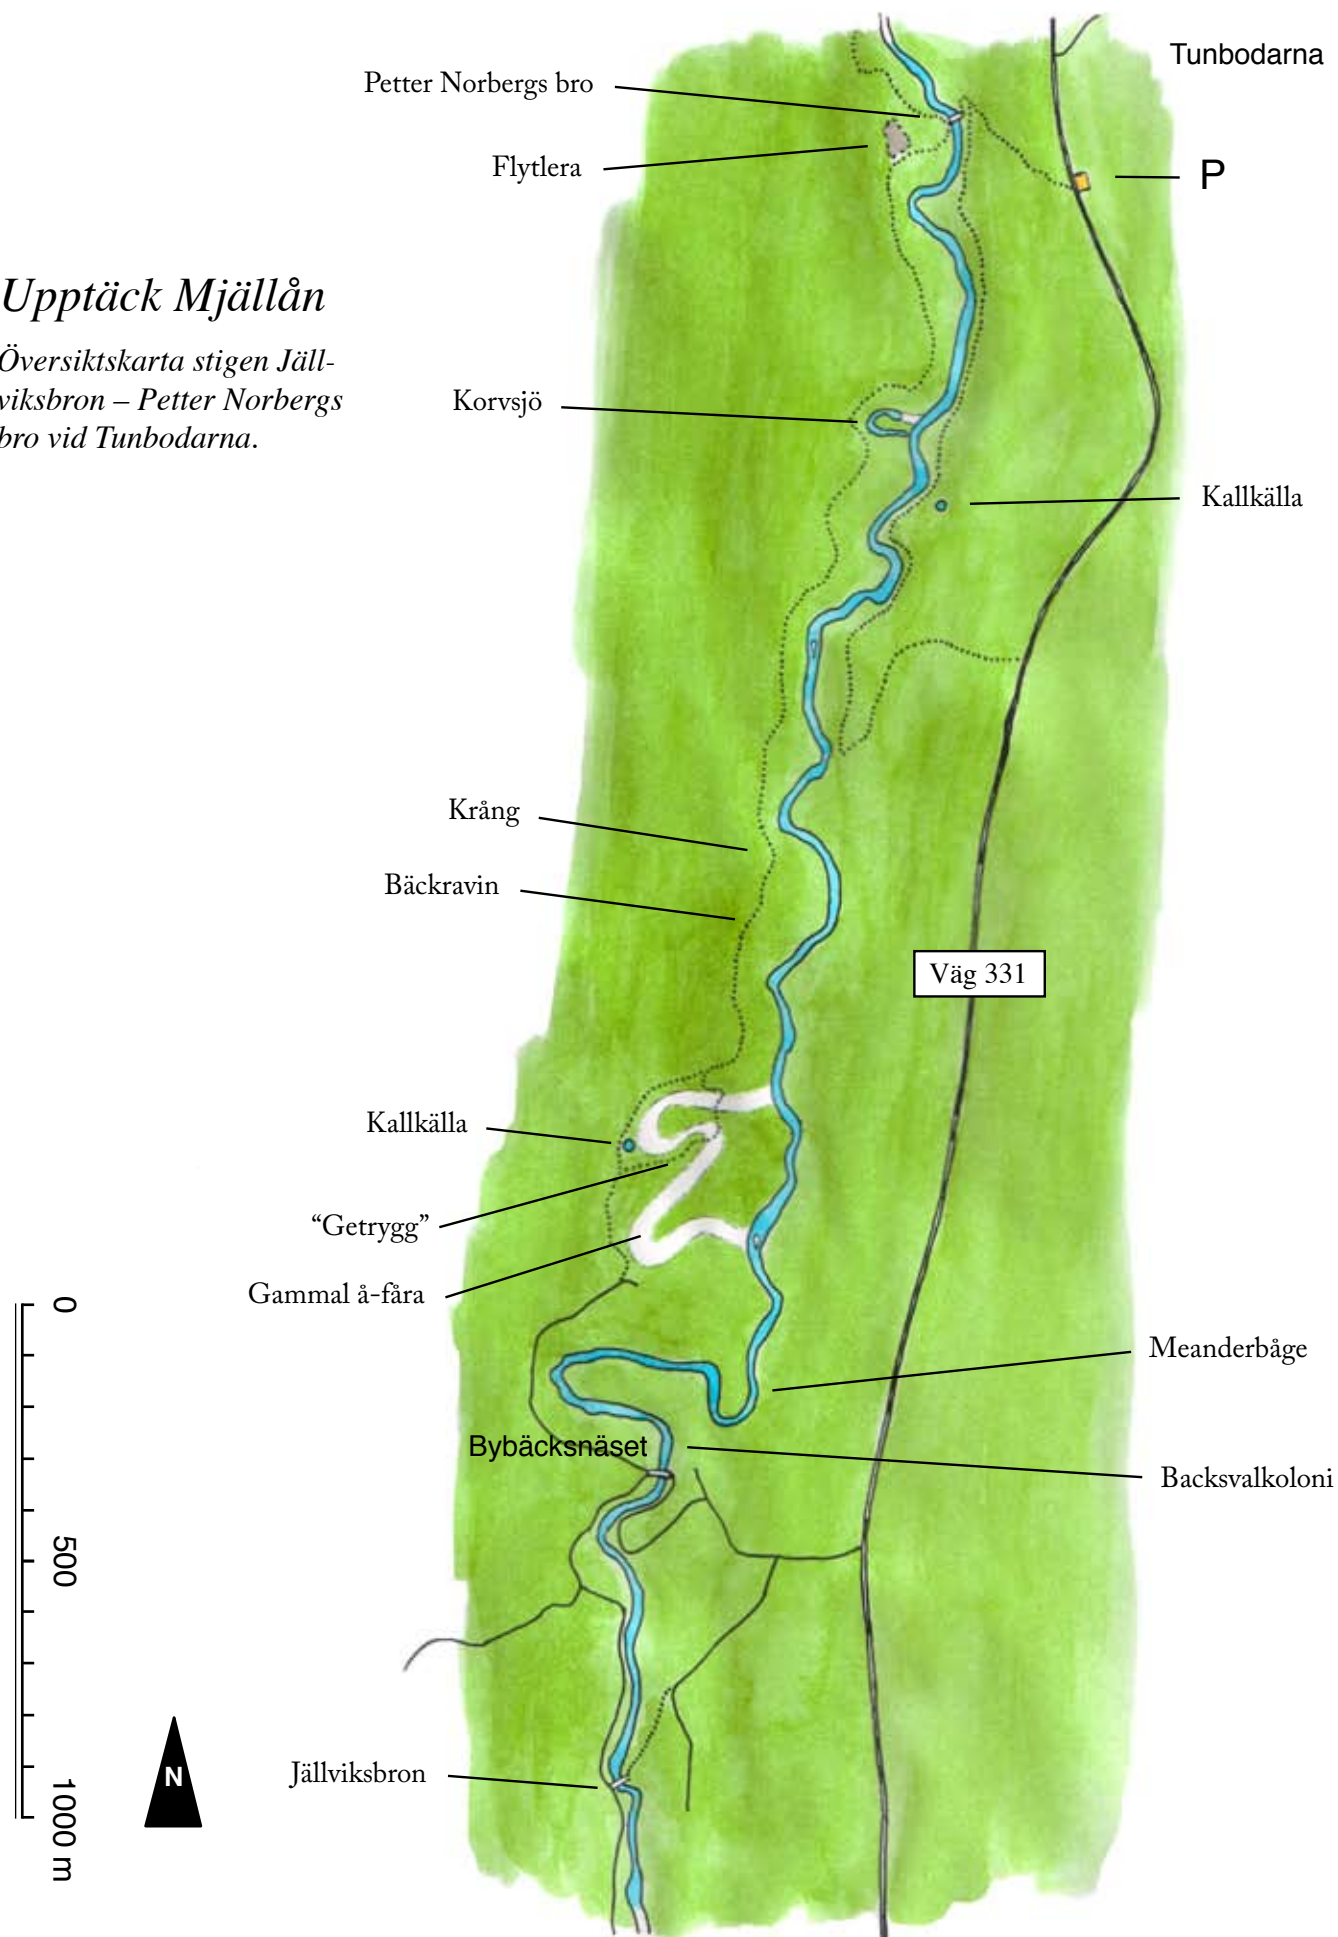 Tunbodarna
Petter Norbergs bro
Flytlera
P
Upptäck Mjällån
Översiktskarta stigen Jäll-
viksbron – Petter Norbergs
bro vid Tunbodarna.
Korvsjö
Kallkälla
Krång
Bäckravin
Väg 331
Kallkälla
“Getrygg”
Gammal å-fåra
0
Meanderbåge
Bybäcksnäset
Backsvalkoloni
500
Jällviksbron
N
1000 m